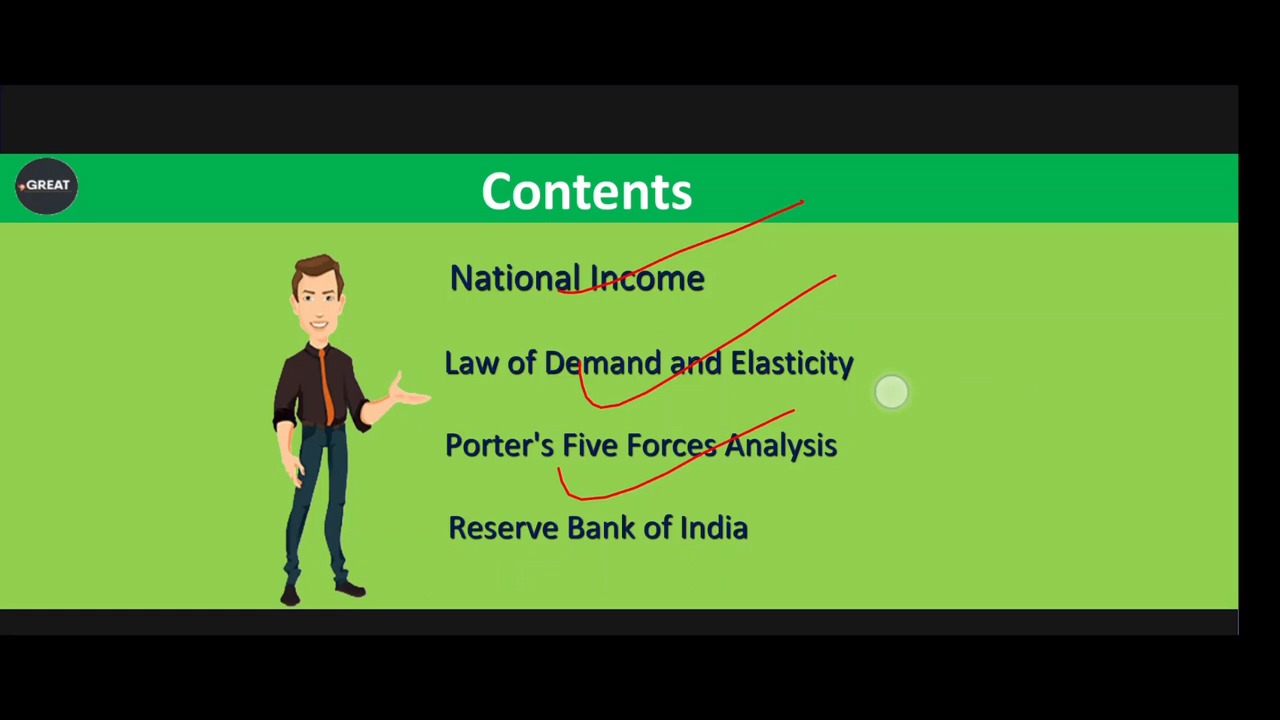 GREAT
Contents
National Income
Law of Demand and Elasticity
Porter's Five Forces Analysis
Reserve Bank of India